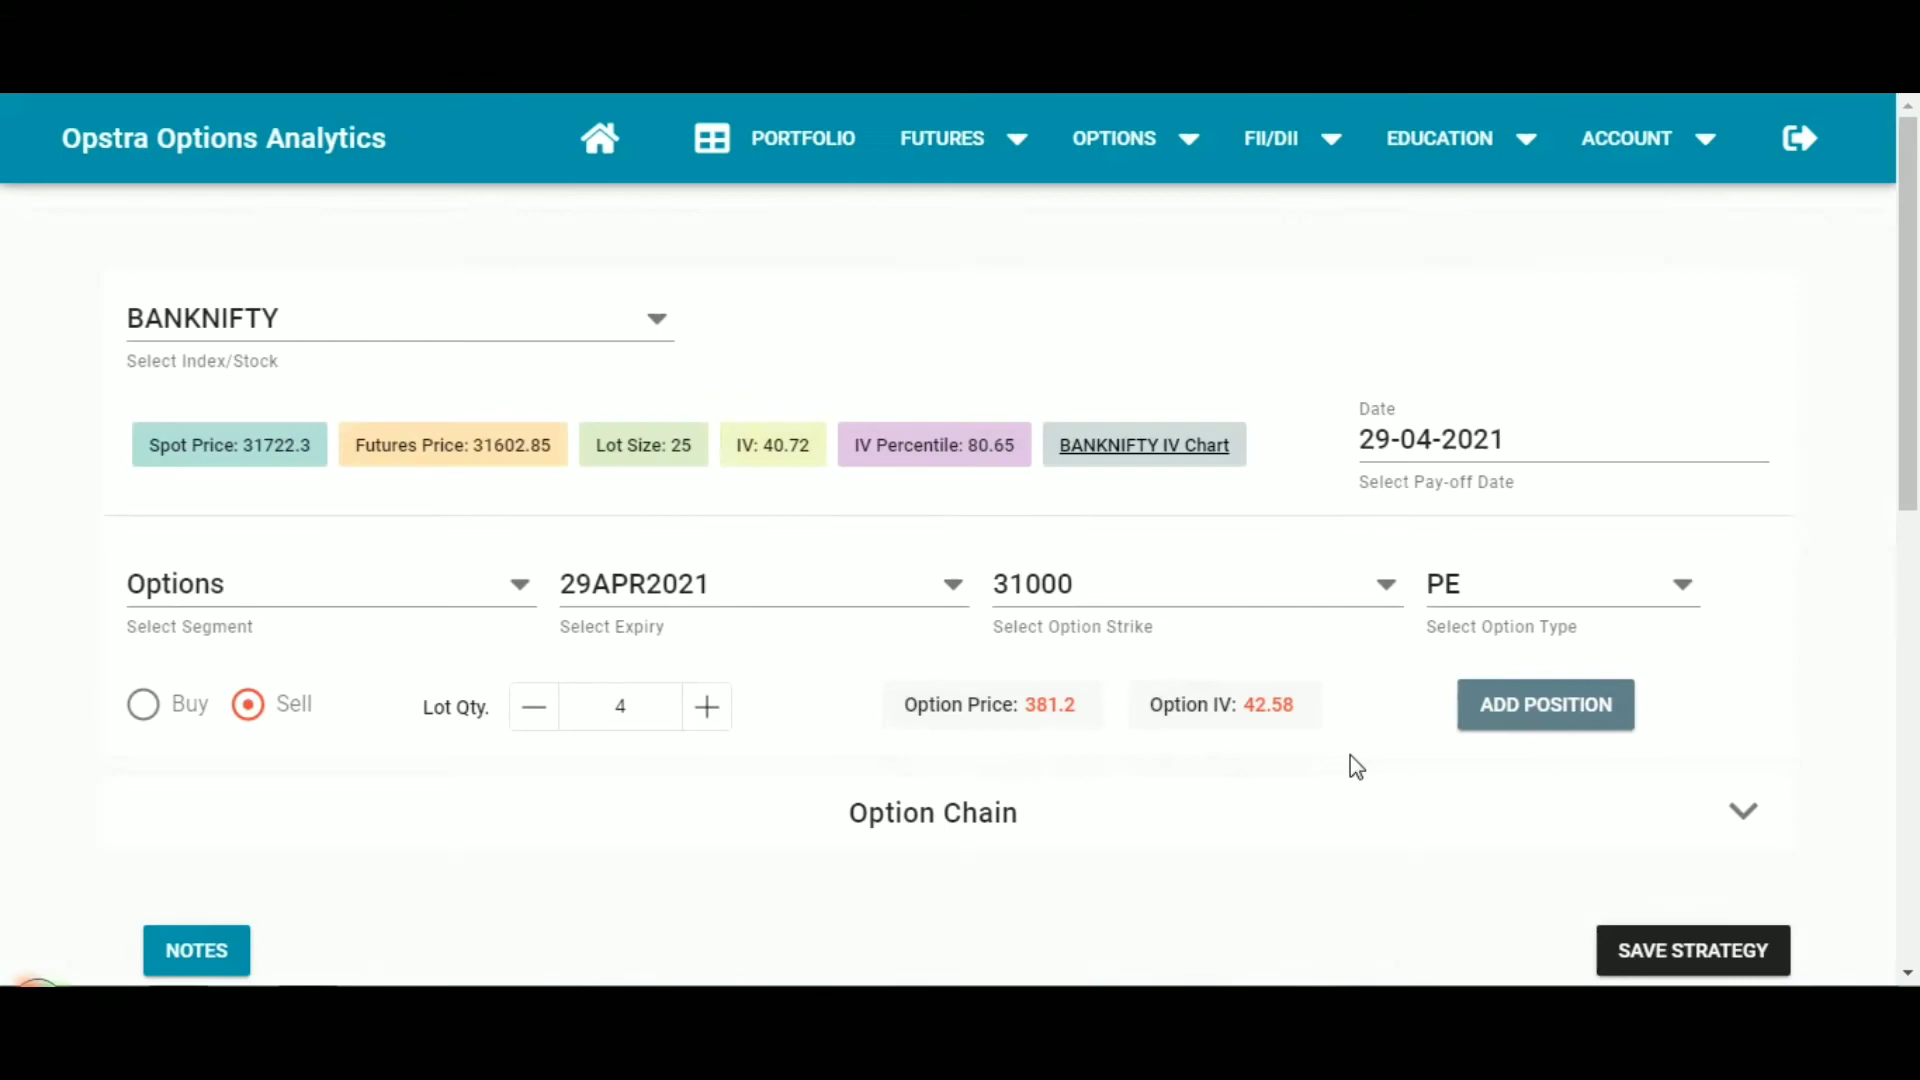 Opstra Options Analytics
PORTFOLIO FUTURES OPTIONS FII/DII EDUCATION ACCOUNT
BANKNIFTY
Select Index/Stock
Spot Price: 31722.3 Futures Price: 31602.85 Lot Size: 25 IV: 40.72 IV Percentile: 80.65 BANKNIFTY IV Chart
Date
29-04-2021
Select Pay-off Date
Options 29APR2021 31000 PE
Select Segment Select Expiry Select Option Strike Select Option Type
Buy Sell Lot Qty. 4 Option Price: 381.2 Option IV: 42.58 ADD POSITION
Option Chain
NOTES SAVE STRATEGY